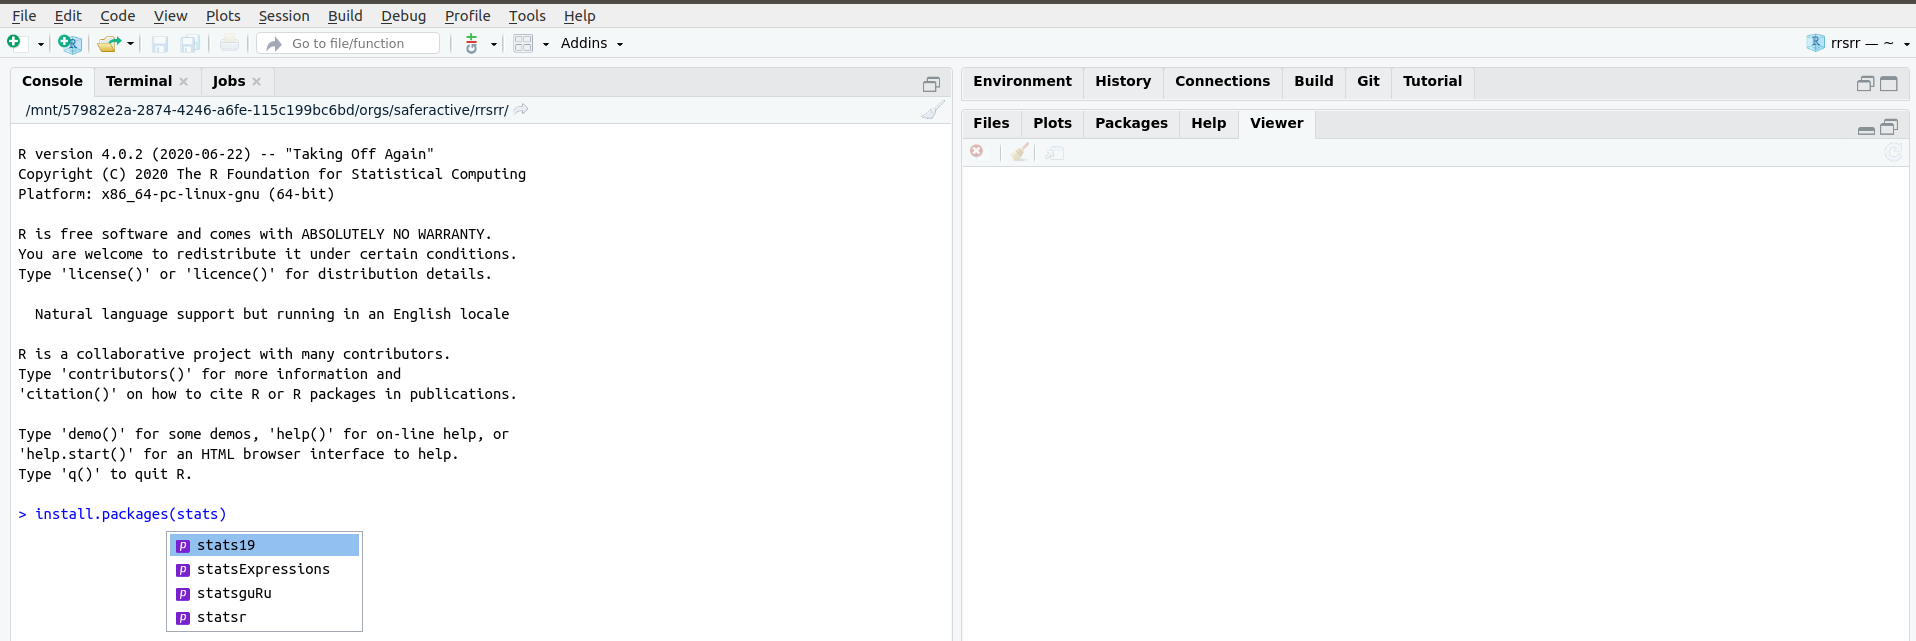 File Edit Code View Plots Session Build Debug Profile Tools Help
Go to file/function Addins rrsrr — ~
Console Terminal Jobs
/mnt/57982e2a-2874-4246-a6fe-115c199bc6bd/orgs/saferactive/rrsrr/
R version 4.0.2 (2020-06-22) -- "Taking Off Again"
Copyright (C) 2020 The R Foundation for Statistical Computing
Platform: x86_64-pc-linux-gnu (64-bit)
R is free software and comes with ABSOLUTELY NO WARRANTY.
You are welcome to redistribute it under certain conditions.
Type 'license()' or 'licence()' for distribution details.
Natural language support but running in an English locale
R is a collaborative project with many contributors.
Type 'contributors()' for more information and
'citation()' on how to cite R or R packages in publications.
Type 'demo()' for some demos, 'help()' for on-line help, or
'help.start()' for an HTML browser interface to help.
Type 'q()' to quit R.
> install.packages(stats)
p stats19
p statsExpressions
p statsguRu
p statsr
Environment History Connections Build Git Tutorial
Files Plots Packages Help Viewer